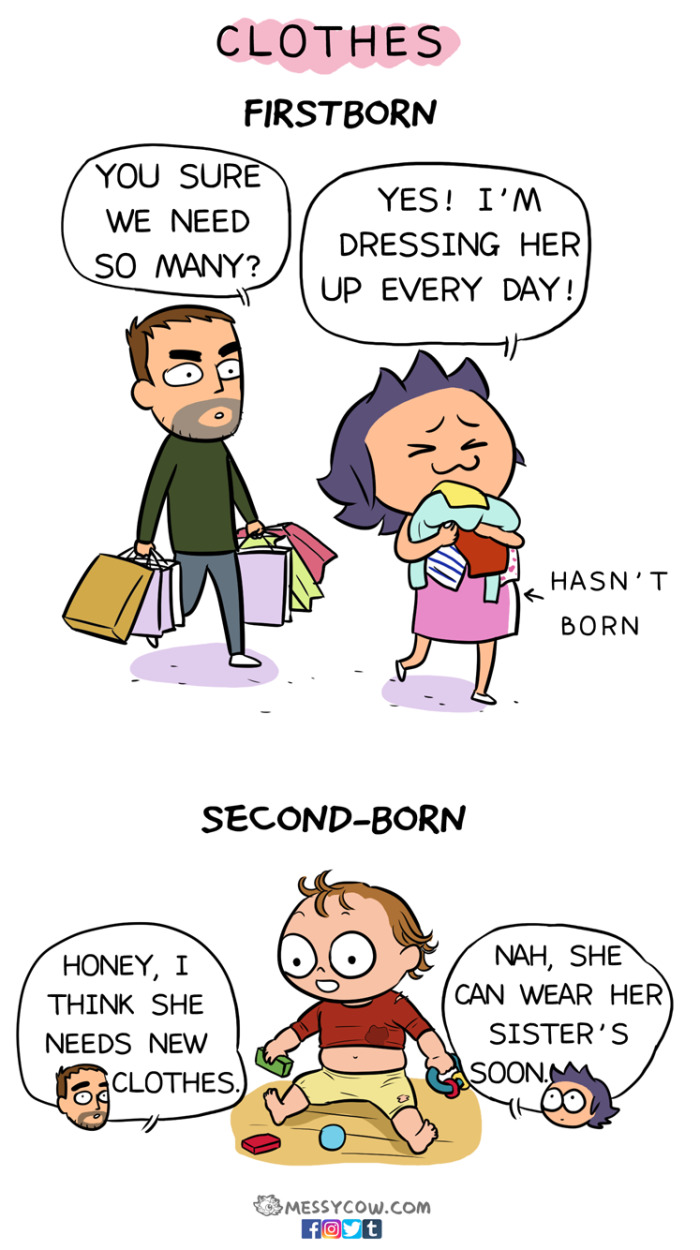 CLOTHES
FIRSTBORN
YOU SURE
WE NEED
SO MANY?
YES! I'M
DRESSING HER
UP EVERY DAY!
HASN'T
BORN
SECOND-BORN
HONEY, I
THINK SHE
NEEDS NEW
CLOTHES.
NAH, SHE
CAN WEAR HER
SISTER'S
SOON.
MESSYCOW.COM